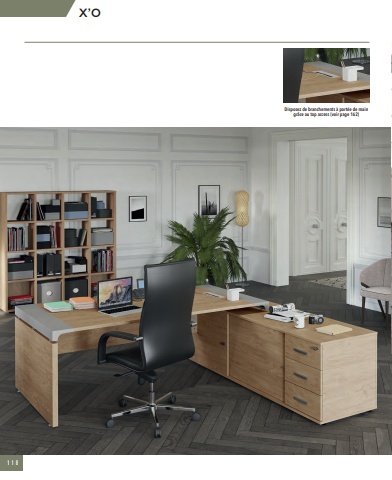 X'O
Disposez de branchements à portée de main
grâce au top access (voir page 162)
118